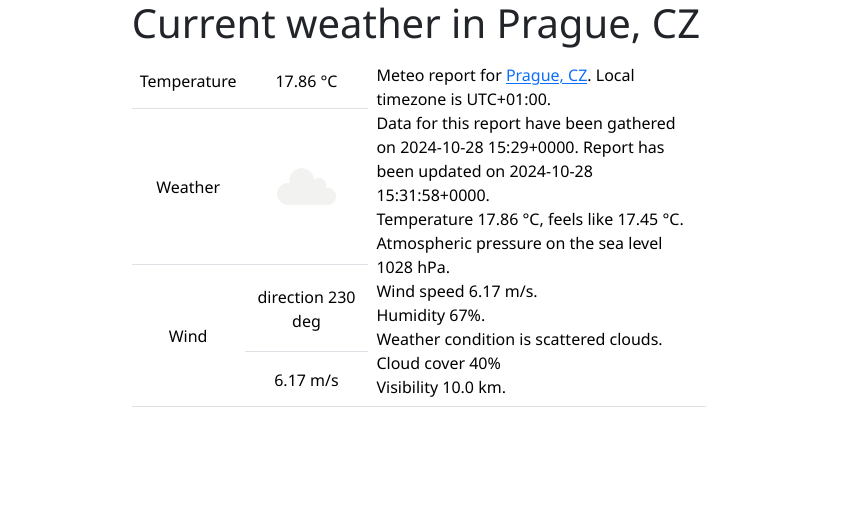 Current weather in Prague, CZ
Temperature
17.86 °C
Weather
Wind
direction 230
deg
6.17 m/s
Meteo report for Prague, CZ. Local
timezone is UTC+01:00.
Data for this report have been gathered
on 2024-10-28 15:29+0000. Report has
been updated on 2024-10-28
15:31:58+0000.
Temperature 17.86 °C, feels like 17.45 °C.
Atmospheric pressure on the sea level
1028 hPa.
Wind speed 6.17 m/s.
Humidity 67%.
Weather condition is scattered clouds.
Cloud cover 40%
Visibility 10.0 km.